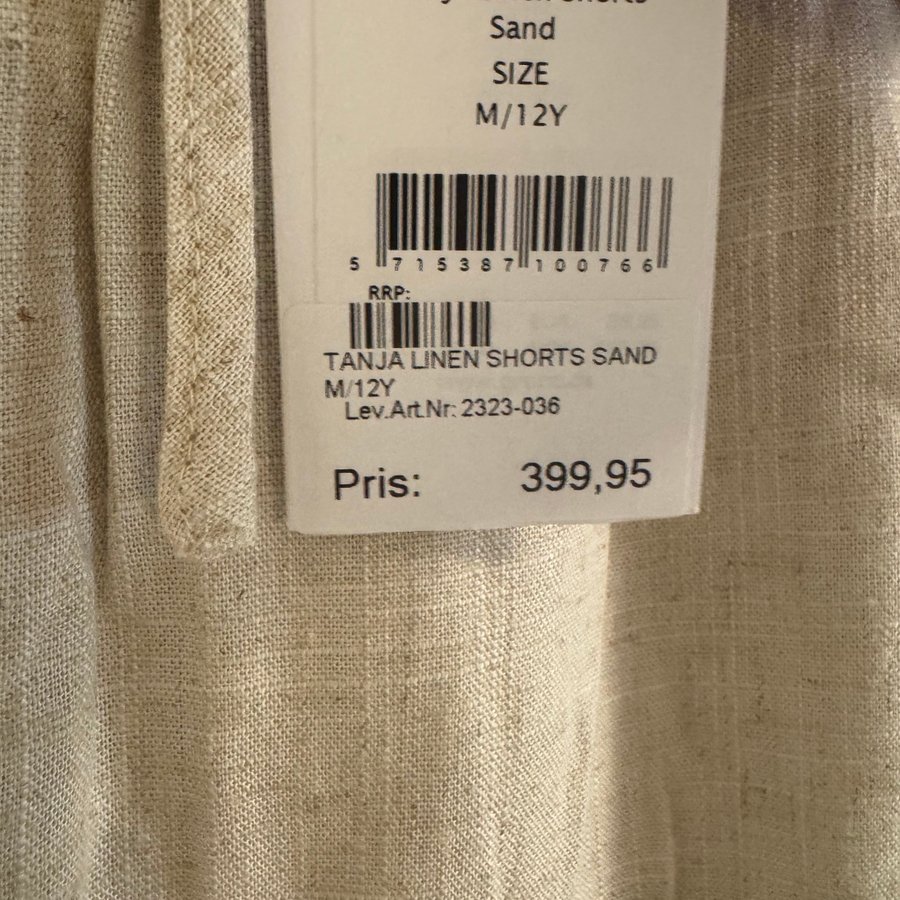 Shorts
Sand
SIZE
M/12Y
5 715387 100766
RRP:
TANJA LINEN SHORTS SAND
M/12Y
Lev.Art.Nr: 2323-036
Pris: 399,95